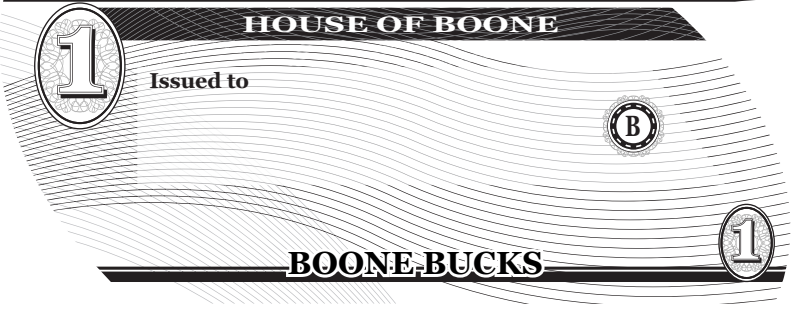 HOUSE OF BOONE
1
Issued to
B
1
BOONE BUCKS